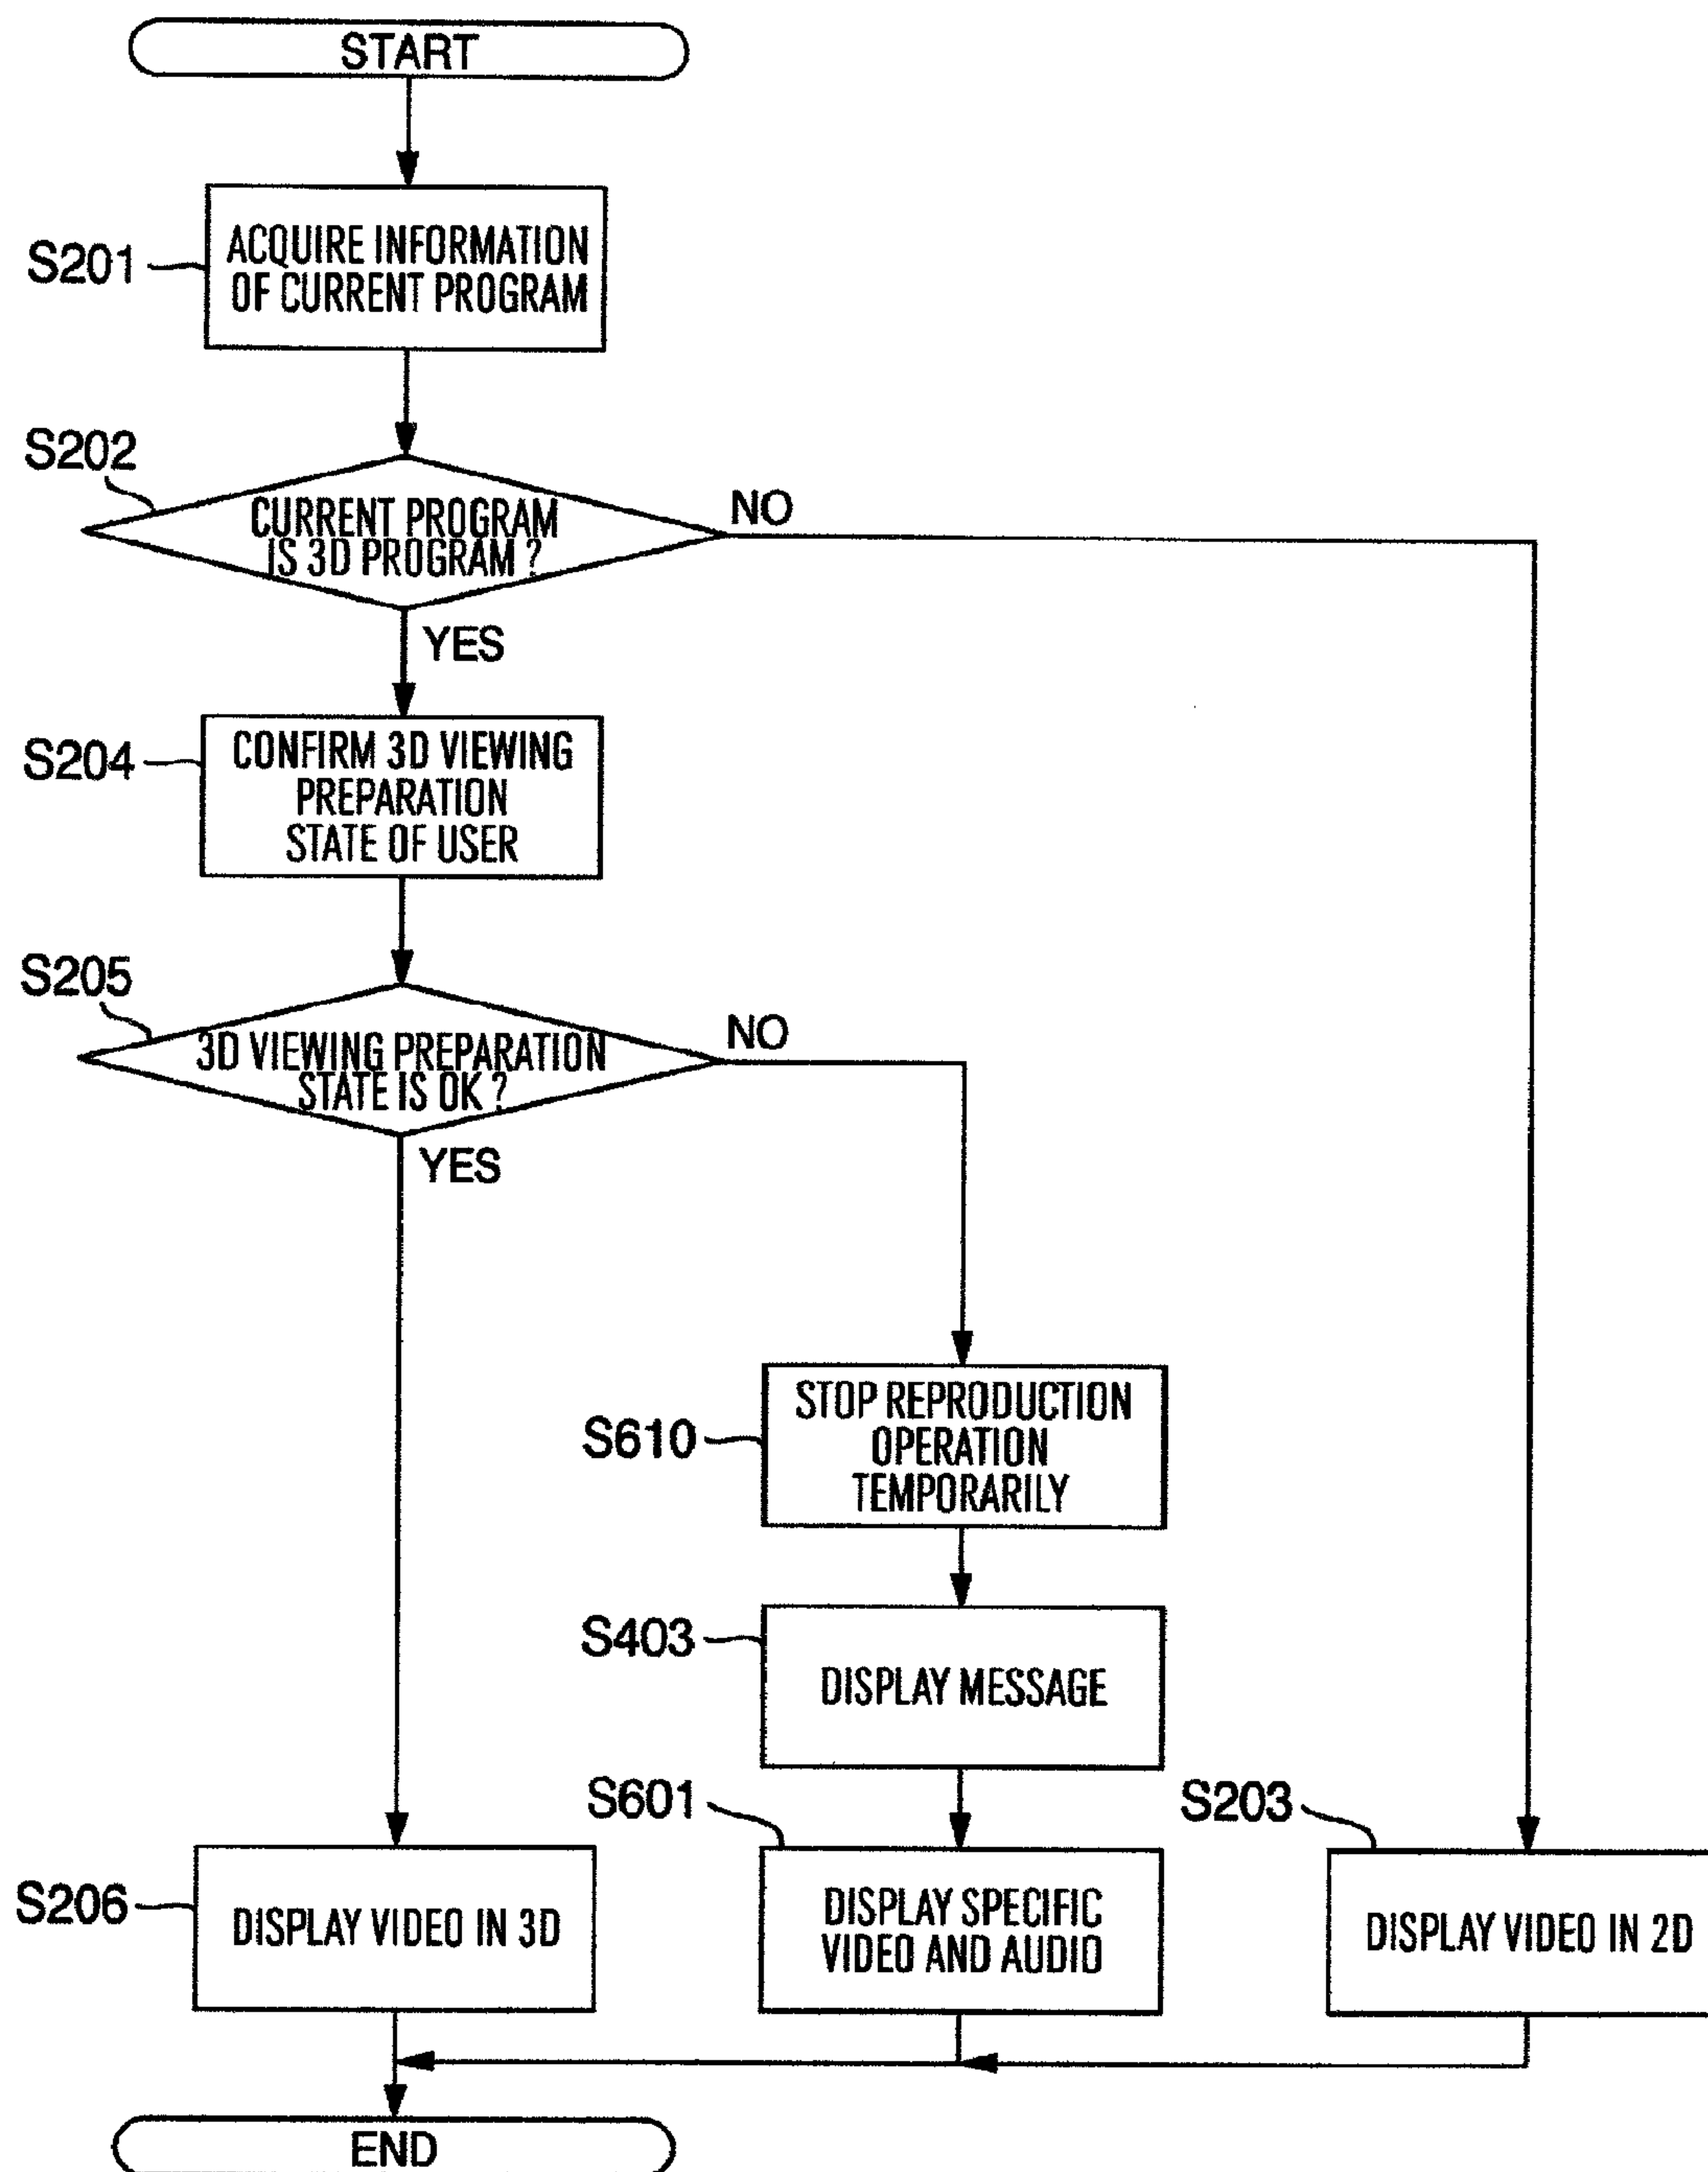 START
S201
ACQUIRE INFORMATION
OF CURRENT PROGRAM
S202
CURRENT PROGRAM
IS 3D PROGRAM ?
NO
YES
S204
CONFIRM 3D VIEWING
PREPARATION
STATE OF USER
S205
3D VIEWING PREPARATION
STATE IS OK ?
NO
YES
S610
STOP REPRODUCTION
OPERATION
TEMPORARILY
S403
DISPLAY MESSAGE
S206
DISPLAY VIDEO IN 3D
S601
DISPLAY SPECIFIC
VIDEO AND AUDIO
S203
DISPLAY VIDEO IN 2D
END